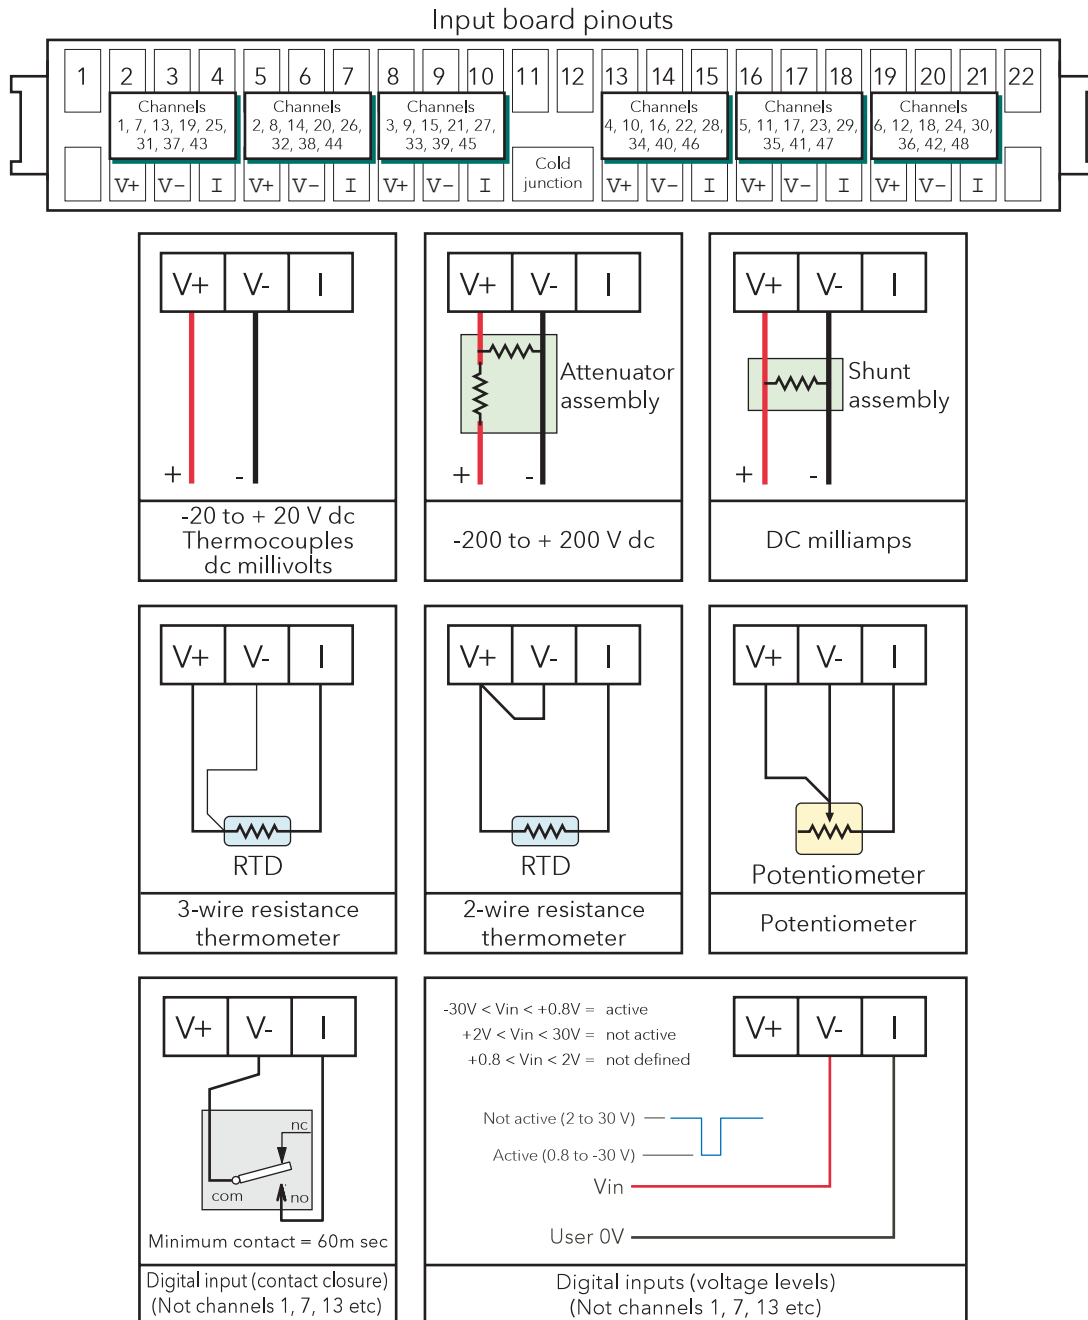 Input board pinouts
1 2 3 4 5 6 7 8 9 10 11 12 13 14 15 16 17 18 19 20 21 22
Channels
1, 7, 13, 19, 25,
31, 37, 43
Channels
2, 8, 14, 20, 26,
32, 38, 44
Channels
3, 9, 15, 21, 27,
33, 39, 45
Channels
4, 10, 16, 22, 28,
34, 40, 46
Channels
5, 11, 17, 23, 29,
35, 41, 47
Channels
6, 12, 18, 24, 30,
36, 42, 48
V+ V- I V+ V- I V+ V- I
Cold
junction
V+ V- I V+ V- I V+ V- I
V+ V- I
+ -
-20 to + 20 V dc
Thermocouples
dc millivolts
V+ V- I
Attenuator
assembly
+ -
-200 to + 200 V dc
V+ V- I
Shunt
assembly
+ -
DC milliamps
V+ V- I
RTD
3-wire resistance
thermometer
V+ V- I
RTD
2-wire resistance
thermometer
V+ V- I
Potentiometer
Potentiometer
V+ V- I
nc
com
no
Minimum contact = 60m sec
Digital input (contact closure)
(Not channels 1, 7, 13 etc)
-30V < Vin < +0.8V = active
+2V < Vin < 30V = not active
+0.8 < Vin < 2V = not defined
V+ V- I
Not active (2 to 30 V)
Active (0.8 to -30 V)
Vin
User 0V
Digital inputs (voltage levels)
(Not channels 1, 7, 13 etc)